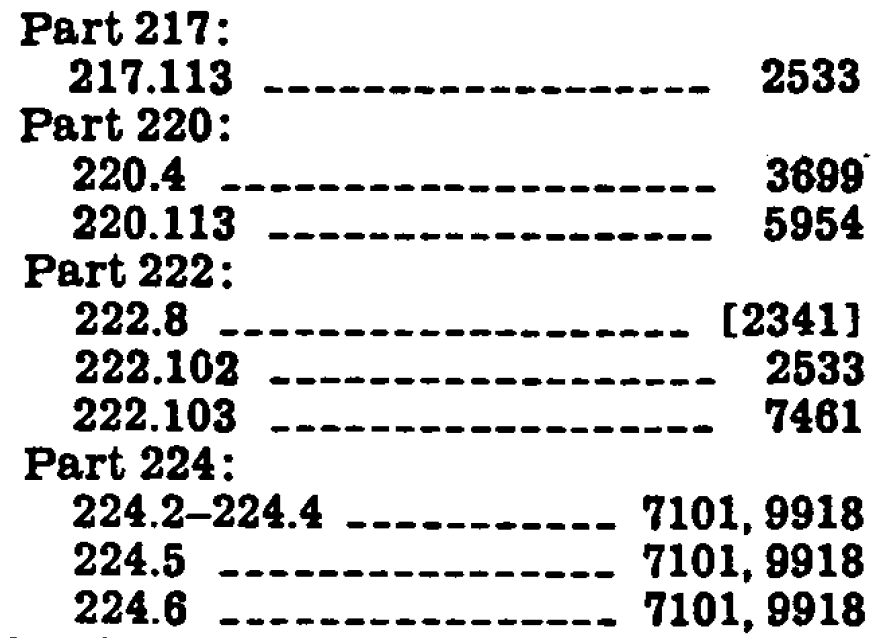 Part 217:
217.113 ------------------ 2533
Part 220:
220.4 -------------------- 3699
220.113 ------------------ 5954
Part 222:
222.8 ------------------- [2341]
222.102 ------------------ 2533
222.103 ------------------ 7461
Part 224:
224.2–224.4 ----------- 7101, 9918
224.5 ---------------- 7101, 9918
224.6 ---------------- 7101, 9918